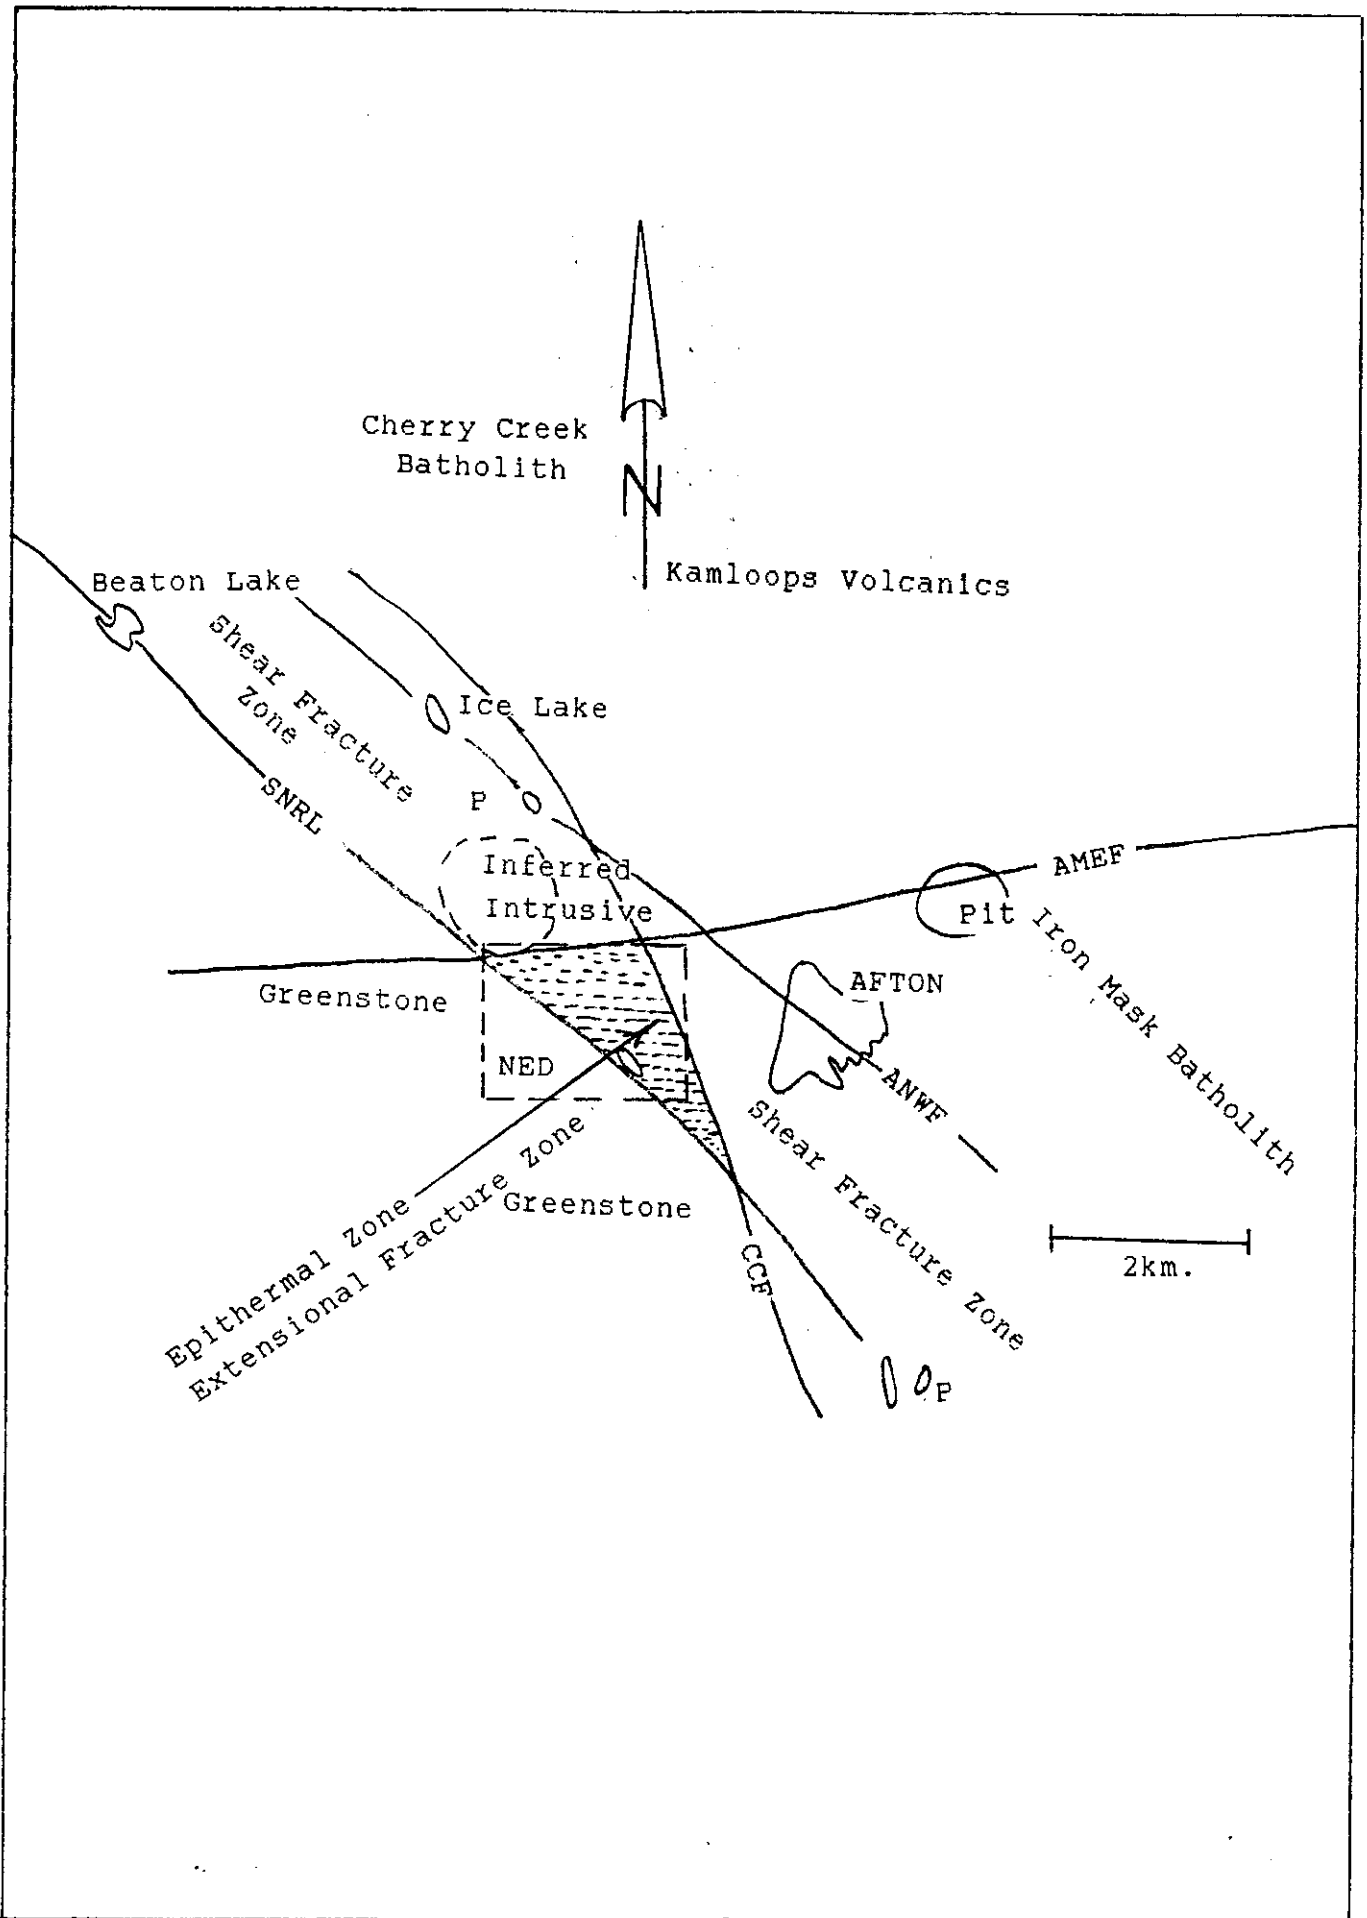 Cherry Creek
Batholith
N
Kamloops Volcanics
Beaton Lake
Shear Fracture
Zone
Ice Lake
SNRL
P
Inferred
Intrusive
AMEF
Pit
Iron Mask Batholith
Greenstone
AFTON
NED
ANWF
Shear Fracture Zone
Epithermal Zone
Extensional Fracture Zone
Greenstone
CCF
2km.
P